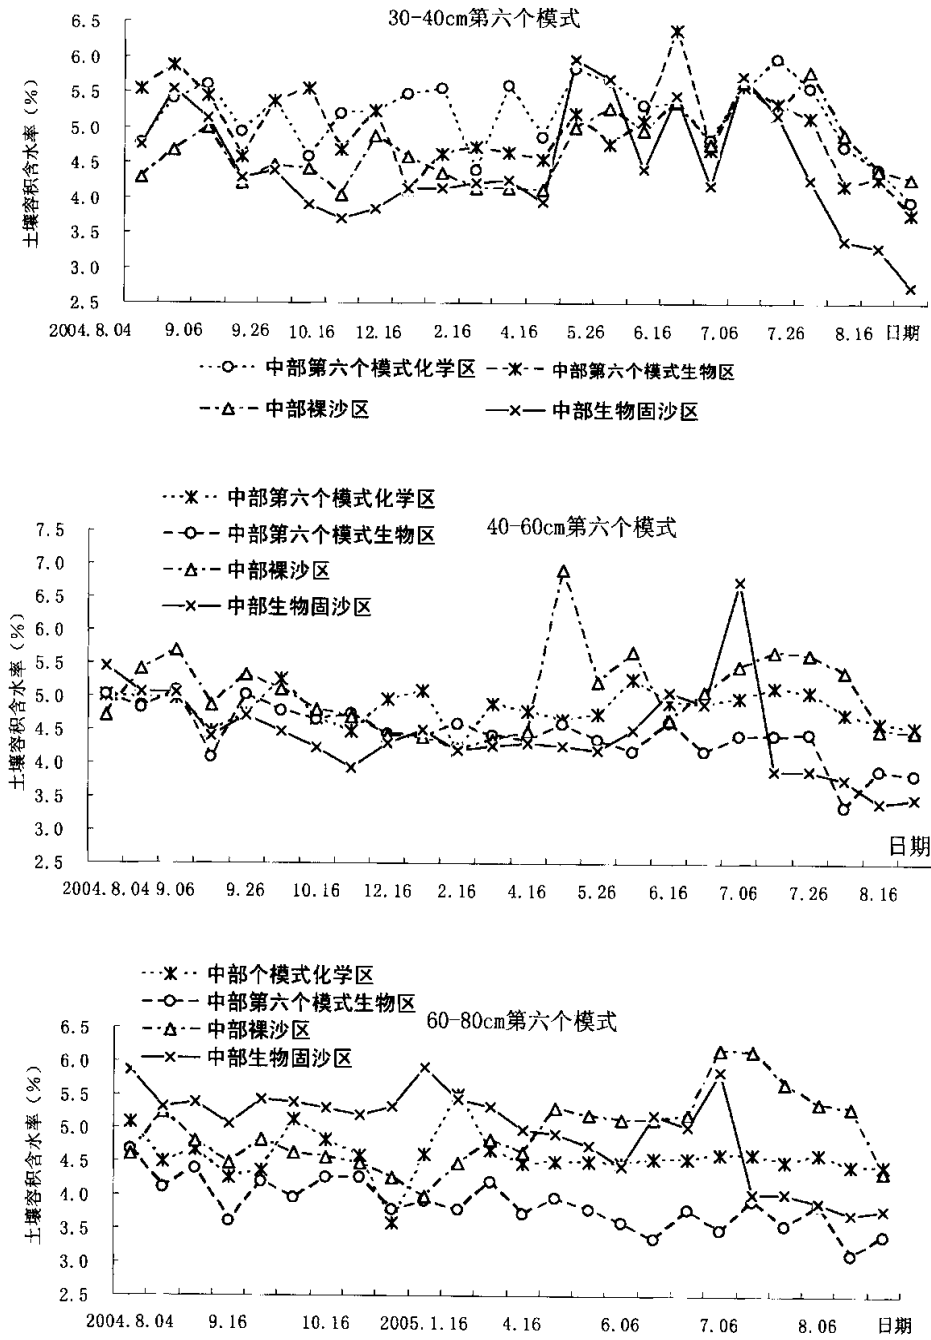 30-40cm第六个模式
6.5
6.0
5.5
5.0
4.5
4.0
3.5
3.0
2.5
土壤容积含水率（%）
2004.8.04 9.06 9.26 10.16 12.16 2.16 4.16 5.26 6.16 7.06 7.26 8.16 日期
中部第六个模式化学区 中部第六个模式生物区
中部裸沙区 中部生物固沙区
中部第六个模式化学区
中部第六个模式生物区
中部裸沙区
中部生物固沙区
40-60cm第六个模式
7.5
7.0
6.5
6.0
5.5
5.0
4.5
4.0
3.5
3.0
2.5
土壤容积含水率（%）
日期
2004.8.04 9.06 9.26 10.16 12.16 2.16 4.16 5.26 6.16 7.06 7.26 8.16
中部个模式化学区
中部第六个模式生物区
中部裸沙区
中部生物固沙区
60-80cm第六个模式
6.5
6.0
5.5
5.0
4.5
4.0
3.5
3.0
2.5
土壤容积含水率（%）
2004.8.04 9.16 10.16 2005.1.16 4.16 6.06 7.06 8.06 日期